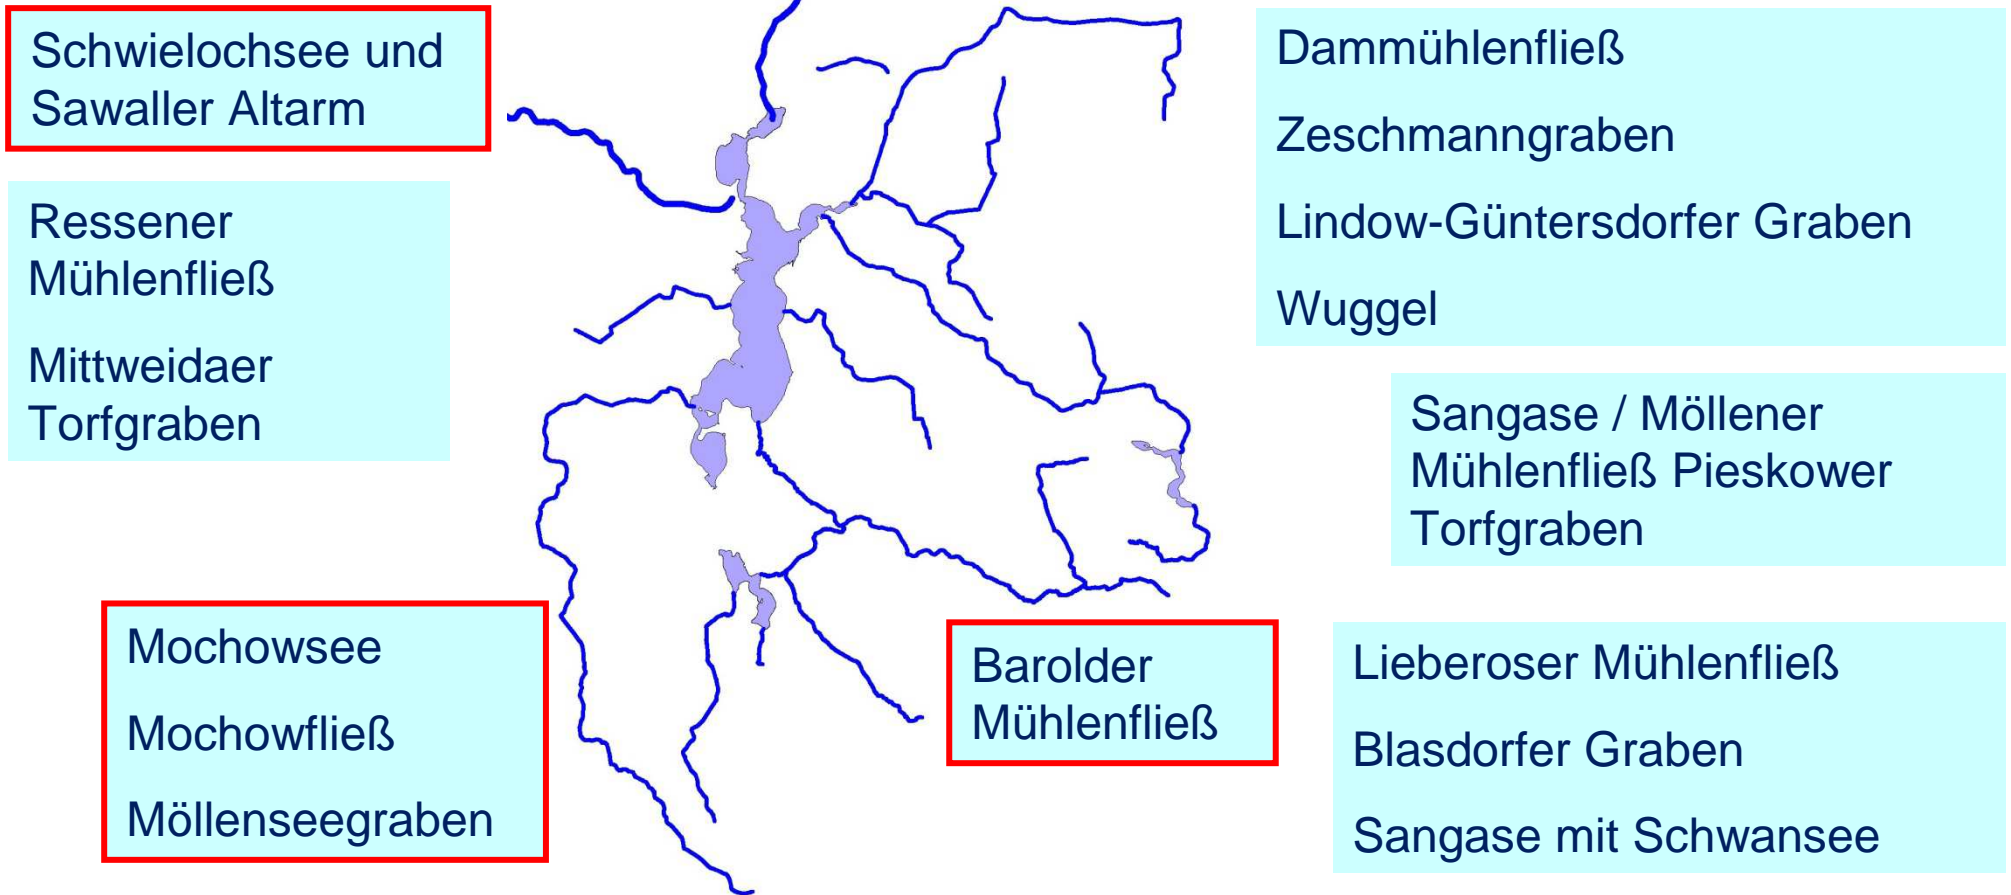 Schwielochsee und
Sawaller Altarm
Ressener
Mühlenfließ
Mittweidaer
Torfgraben
Mochowsee
Mochowfließ
Möllenseegraben
Barolder
Mühlenfließ
Dammühlenfließ
Zeschmanngraben
Lindow-Güntersdorfer Graben
Wuggel
Sangase / Möllener
Mühlenfließ Pieskower
Torfgraben
Lieberoser Mühlenfließ
Blasdorfer Graben
Sangase mit Schwansee